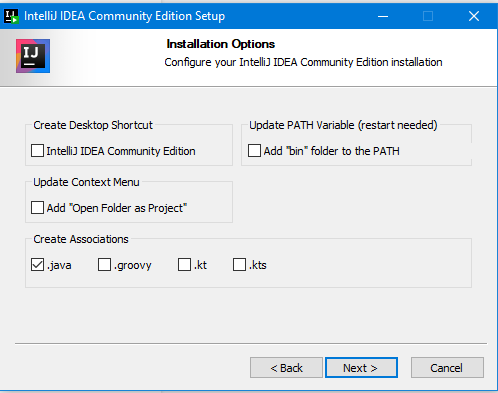 IntelliJ IDEA Community Edition Setup
IJ
Installation Options
Configure your IntelliJ IDEA Community Edition installation
Create Desktop Shortcut
IntelliJ IDEA Community Edition
Update PATH Variable (restart needed)
Add "bin" folder to the PATH
Update Context Menu
Add "Open Folder as Project"
Create Associations
.java .groovy .kt .kts
< Back Next > Cancel